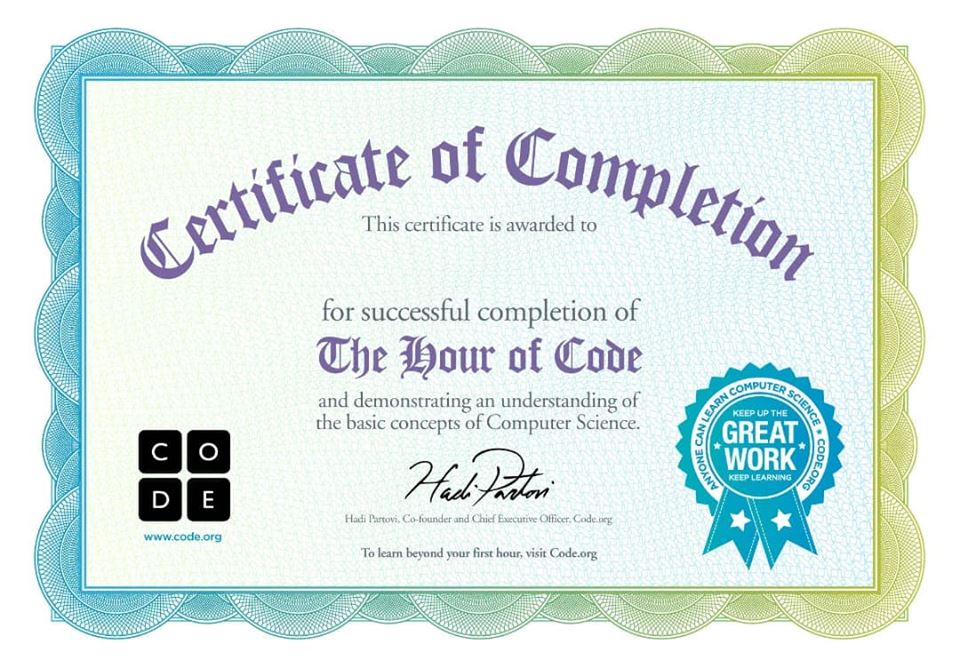 Certificate of Completion
This certificate is awarded to
for successful completion of
The Hour of Code
and demonstrating an understanding of
the basic concepts of Computer Science.
Hadi Partovi
Hadi Partovi, Co-founder and Chief Executive Officer, Code.org
To learn beyond your first hour, visit Code.org
C O
D E
www.code.org
ANYONE CAN LEARN COMPUTER SCIENCE • CODE.ORG
KEEP UP THE
GREAT
WORK
KEEP LEARNING